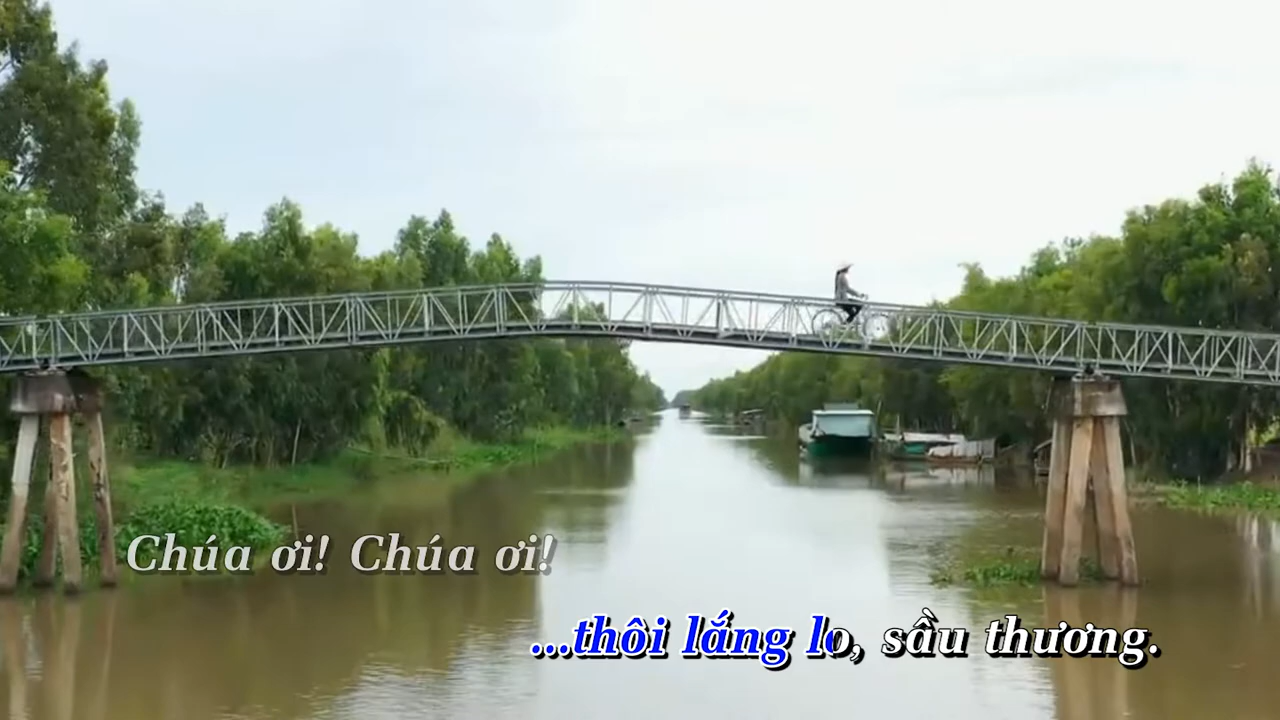 Chúa ơi! Chúa ơi!
...thôi lắng lo, sầu thương.